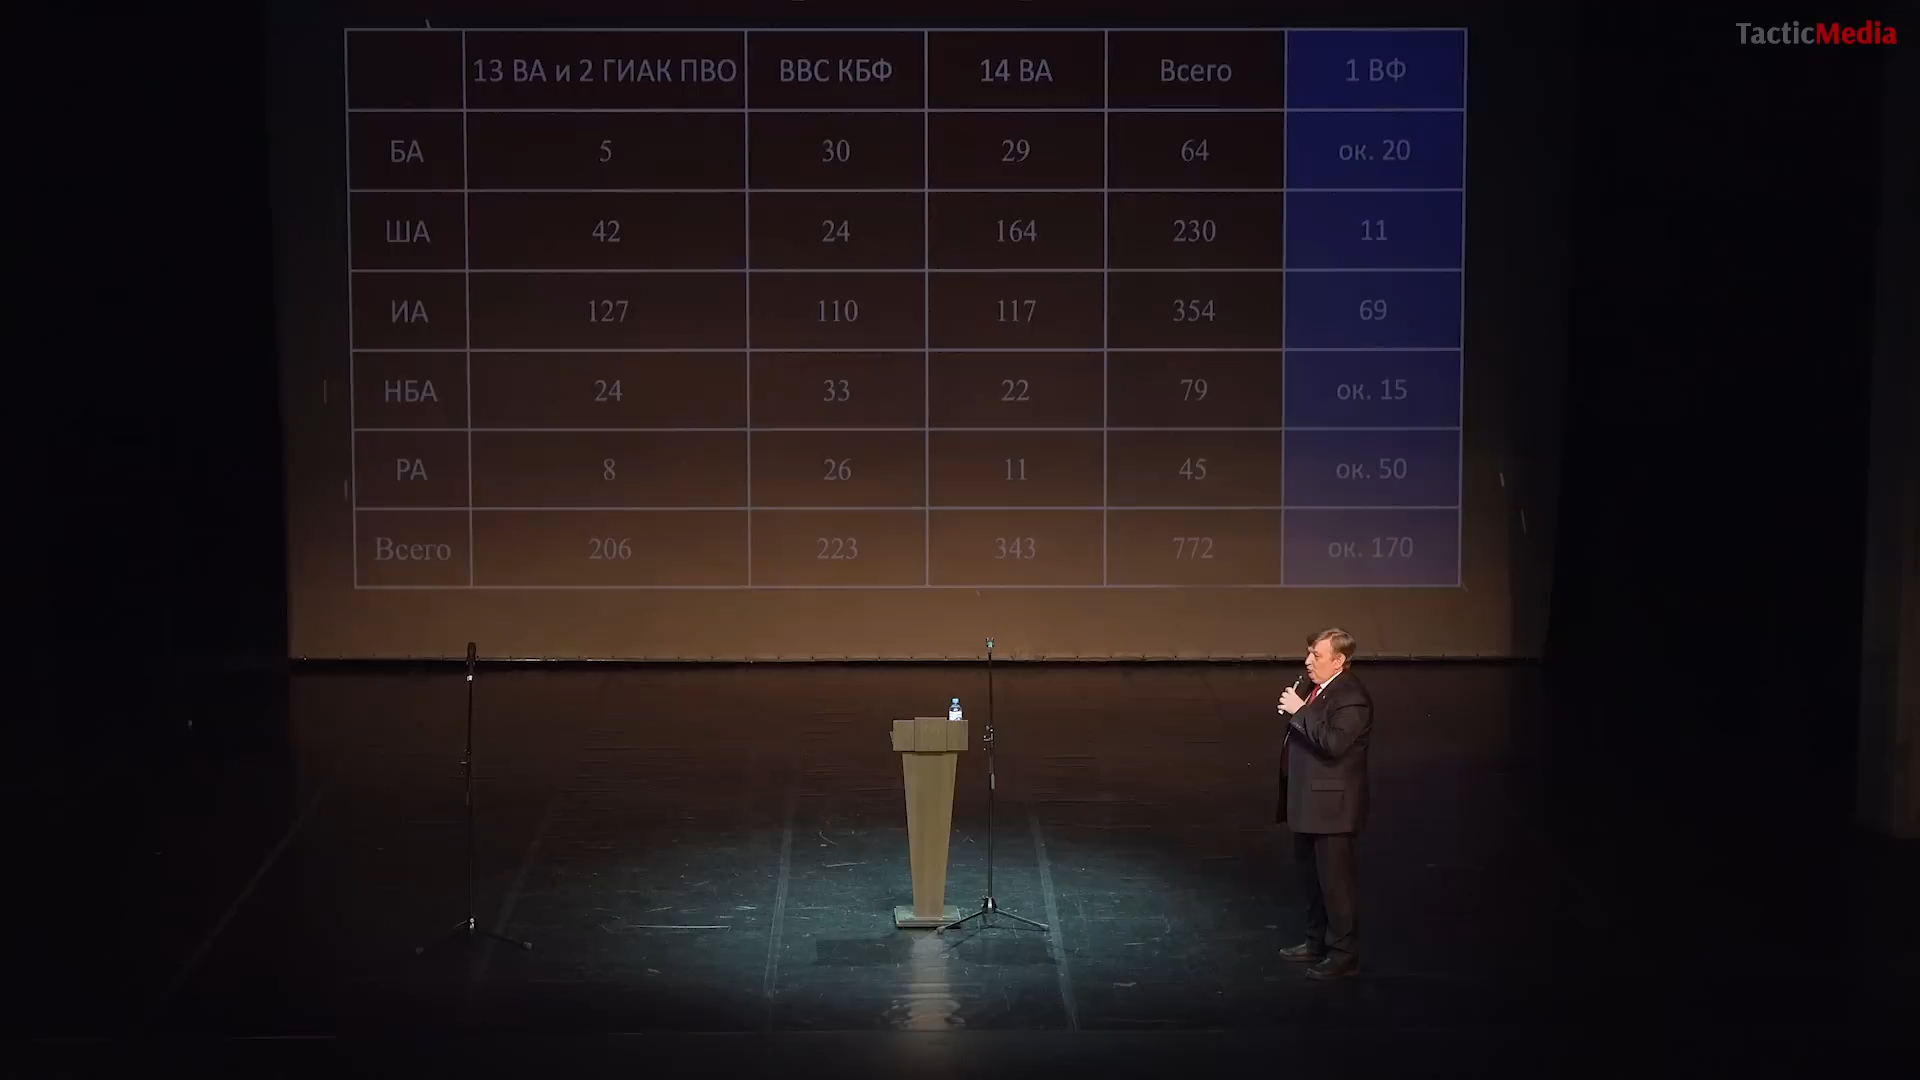 TacticMedia
13 ВА и 2 ГИАК ПВО ВВС КБФ 14 ВА Всего 1 ВФ
БА 5 30 29 64 ок. 20
ША 42 24 164 230 11
ИА 127 110 117 354 69
НБА 24 33 22 79 ок. 15
РА 8 26 11 45 ок. 50
Всего 206 223 343 772 ок. 170